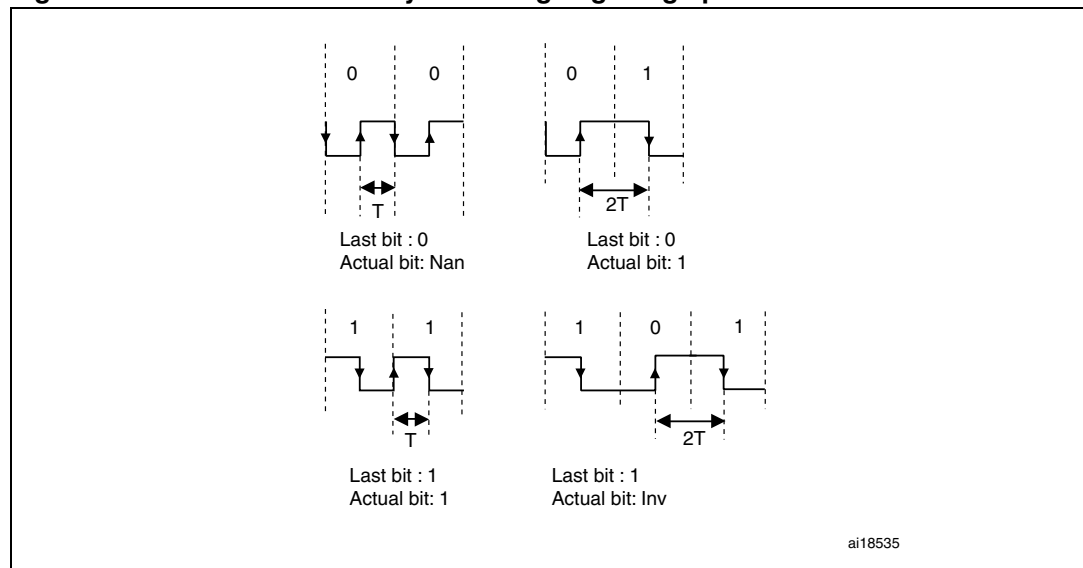 0 0
0 1
T
2T
Last bit : 0
Actual bit: Nan
Last bit : 0
Actual bit: 1
1 1
1 0 1
T
2T
Last bit : 1
Actual bit: 1
Last bit : 1
Actual bit: Inv
ai18535